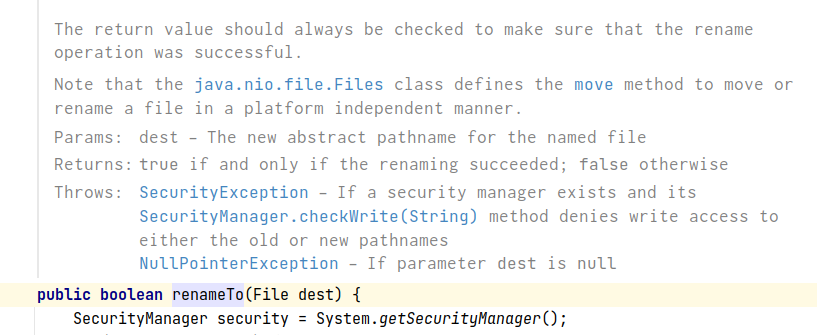 The return value should always be checked to make sure that the rename
operation was successful.
Note that the java.nio.file.Files class defines the move method to move or
rename a file in a platform independent manner.
Params: dest – The new abstract pathname for the named file
Returns: true if and only if the renaming succeeded; false otherwise
Throws: SecurityException – If a security manager exists and its
SecurityManager.checkWrite(String) method denies write access to
either the old or new pathnames
NullPointerException – If parameter dest is null
public boolean renameTo(File dest) {
SecurityManager security = System.getSecurityManager();